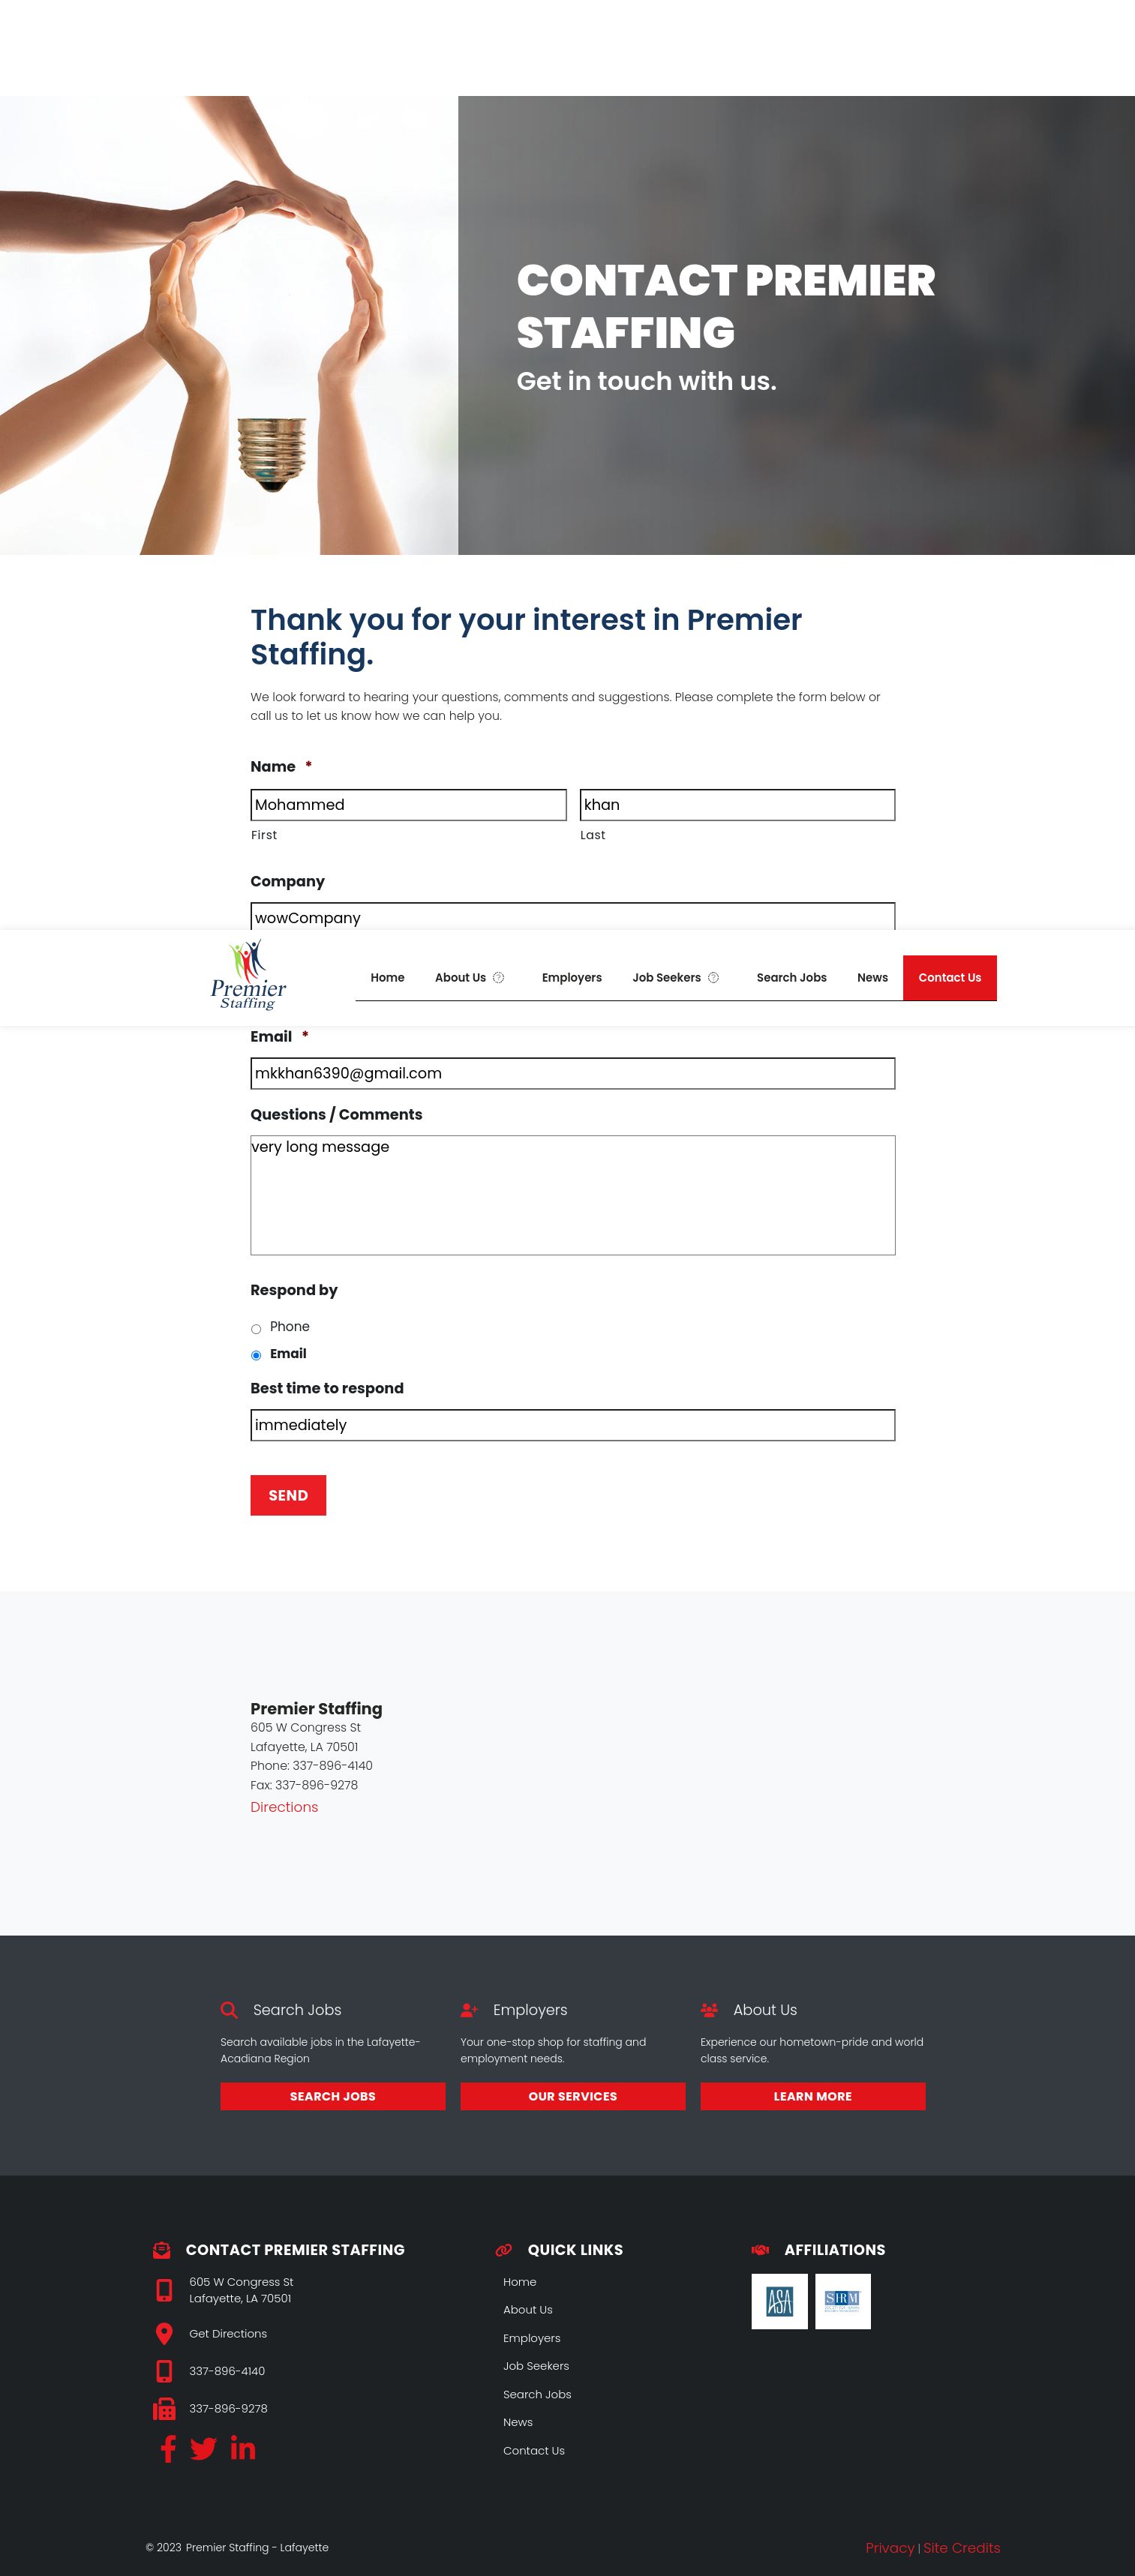 CONTACT PREMIER
STAFFING
Get in touch with us.
Thank you for your interest in Premier
Staffing.
We look forward to hearing your questions, comments and suggestions. Please complete the form below or
call us to let us know how we can help you.
Name *
Mohammed khan
First Last
Company
wowCompany
Premier
Staffing
Home About Us Employers Job Seekers Search Jobs News Contact Us
Email *
mkkhan6390@gmail.com
Questions / Comments
very long message
Respond by
Phone
Email
Best time to respond
immediately
SEND
Premier Staffing
605 W Congress St
Lafayette, LA 70501
Phone: 337-896-4140
Fax: 337-896-9278
Directions
Search Jobs
Search available jobs in the Lafayette-
Acadiana Region
SEARCH JOBS
Employers
Your one-stop shop for staffing and
employment needs.
OUR SERVICES
About Us
Experience our hometown-pride and world
class service.
LEARN MORE
CONTACT PREMIER STAFFING
605 W Congress St
Lafayette, LA 70501
Get Directions
337-896-4140
337-896-9278
QUICK LINKS
Home
About Us
Employers
Job Seekers
Search Jobs
News
Contact Us
AFFILIATIONS
ASA
© 2023 Premier Staffing - Lafayette
Privacy | Site Credits